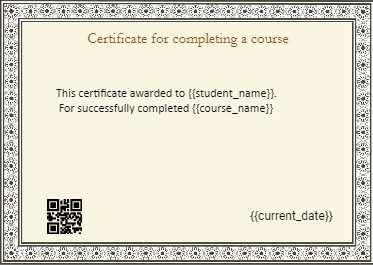 Certificate for completing a course
This certificate awarded to {{student_name}}.
For successfully completed {{course_name}}
{{current_date}}